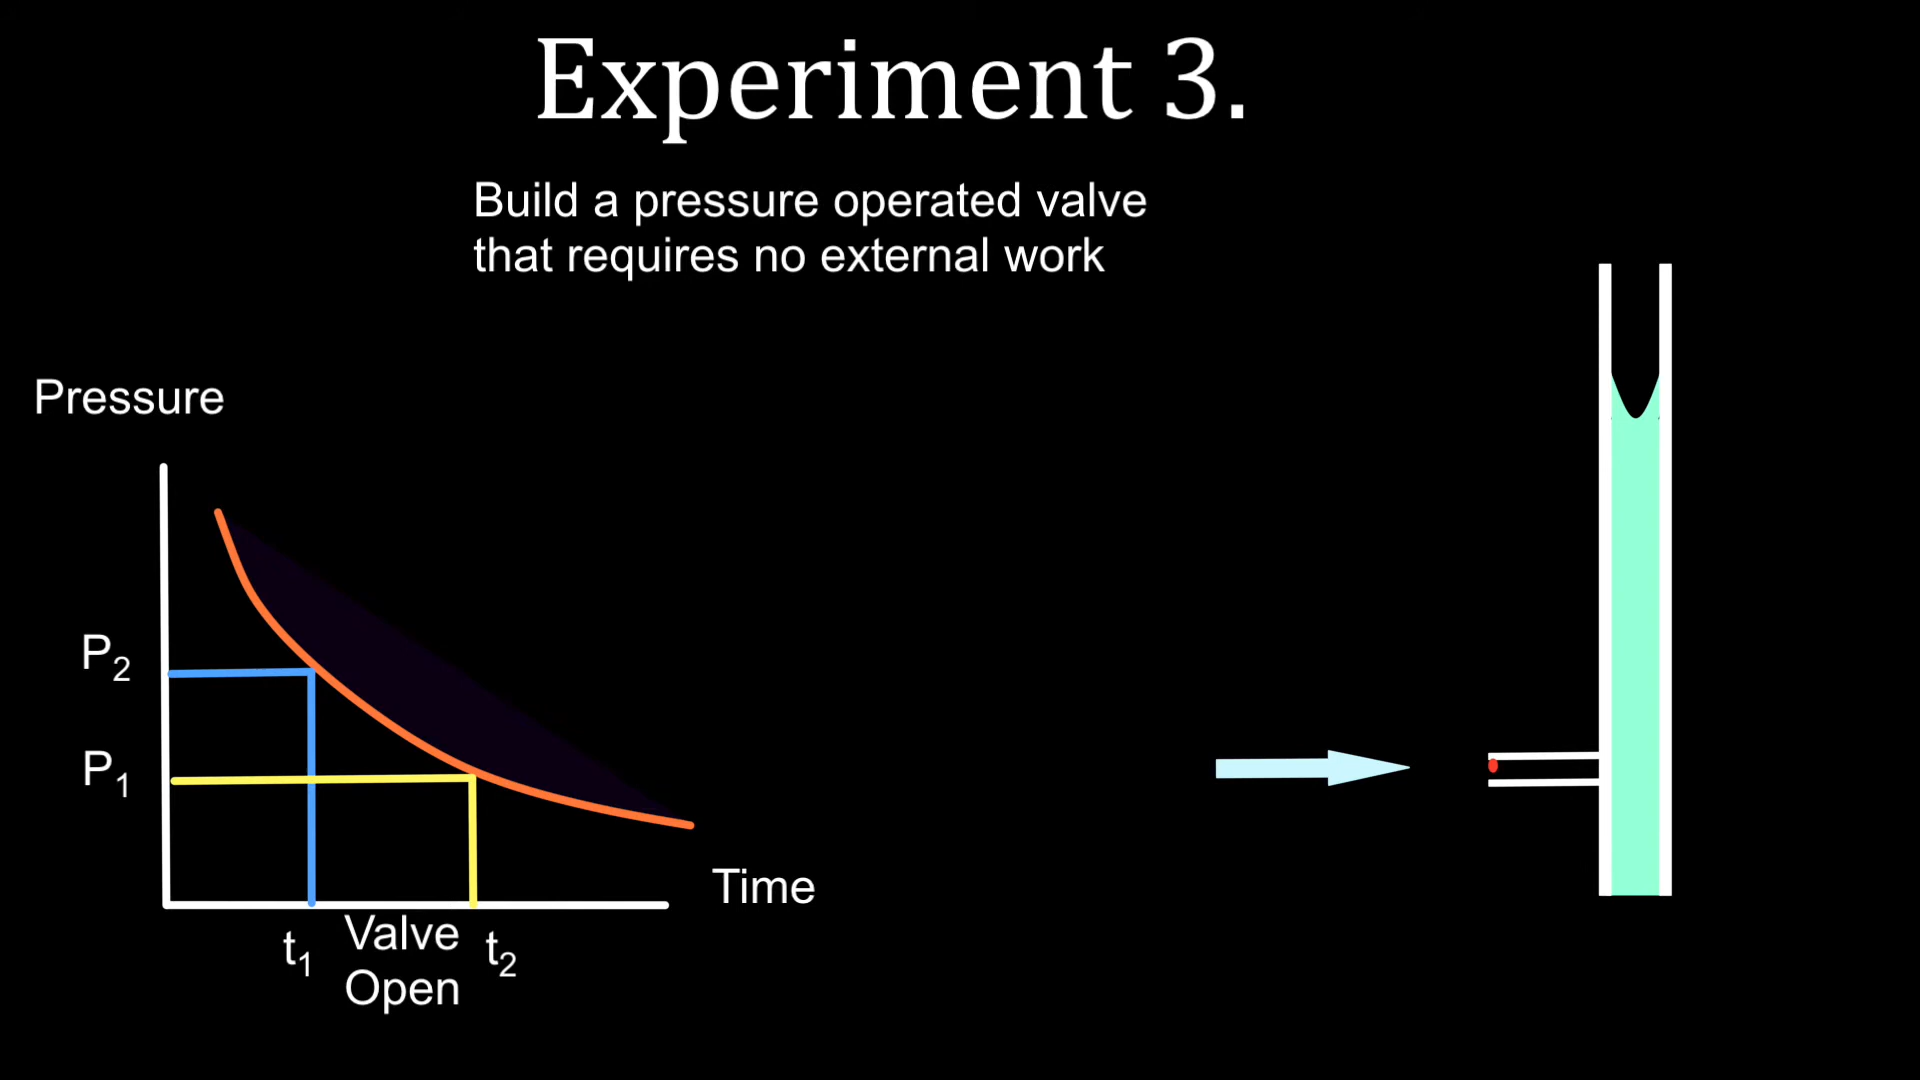 Experiment 3.
Build a pressure operated valve
that requires no external work
Pressure
P₂
P₁
Time
t₁
Valve
Open
t₂